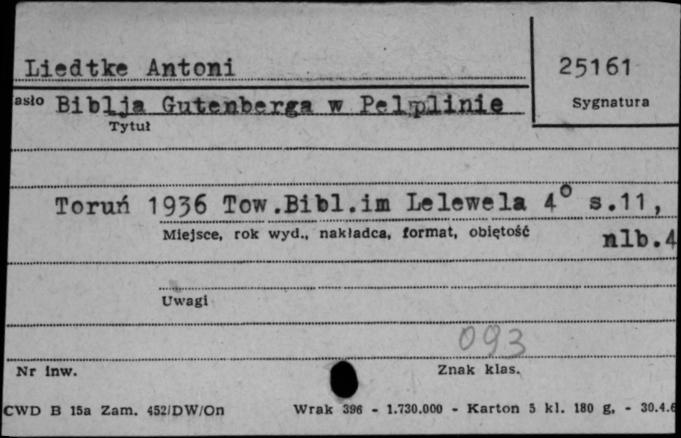 Liedtke Antoni 25161
asło Biblja Gutenberga w Pelplinie Sygnatura
Tytuł
Toruń 1936 Tow.Bibl.im Lelewela 4° s.11,
Miejsce, rok wyd., nakładca, format, objętość nlb.4
Uwagi
093
Nr inw. Znak klas.
CWD B 15a Zam. 452/DW/On Wrak 396 - 1.730.000 - Karton 5 kl. 180 g. - 30.4.6